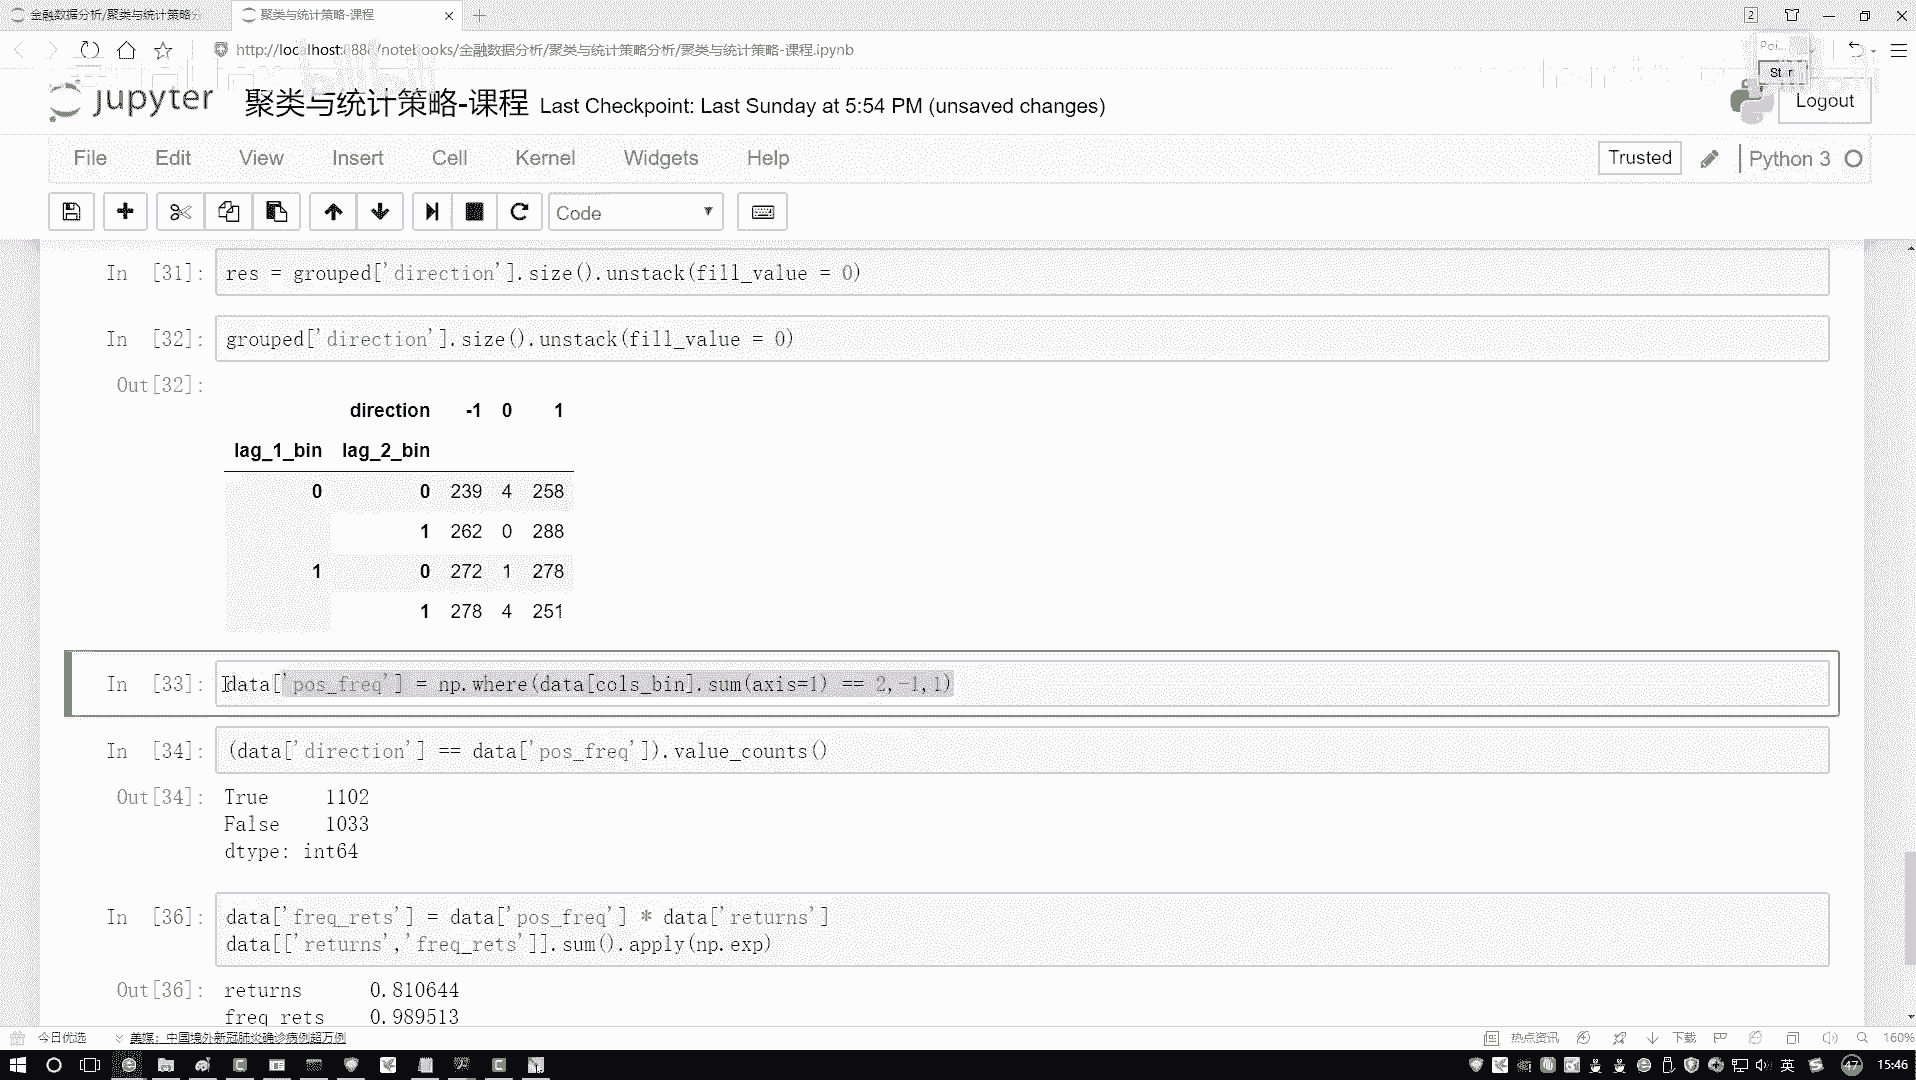 金融数据分析/聚类与统计策略分
聚类与统计策略-课程
2
http://localhost:888/notebooks/金融数据分析/聚类与统计策略分析/聚类与统计策略-课程.ipynb
Poi...
jupyter 聚类与统计策略-课程 Last Checkpoint: Last Sunday at 5:54 PM (unsaved changes)
Logout
File Edit View Insert Cell Kernel Widgets Help
Trusted
Python 3
Code
In [31]: res = grouped['direction'].size().unstack(fill_value = 0)
In [32]: grouped['direction'].size().unstack(fill_value = 0)
Out[32]:
direction -1 0 1
lag_1_bin lag_2_bin
0 0 239 4 258
1 262 0 288
1 0 272 1 278
1 278 4 251
In [33]: data['pos_freq'] = np.where(data[cols_bin].sum(axis=1) == 2,-1,1)
In [34]: (data['direction'] == data['pos_freq']).value_counts()
Out[34]: True 1102
False 1033
dtype: int64
In [36]: data['freq_rets'] = data['pos_freq'] * data['returns']
data[['returns','freq_rets']].sum().apply(np.exp)
Out[36]: returns 0.810644
freq_rets 0.989513
今日优选
美媒：中国境外新冠肺炎确诊病例超万例
热点资讯
下载
160%
英
47
15:46